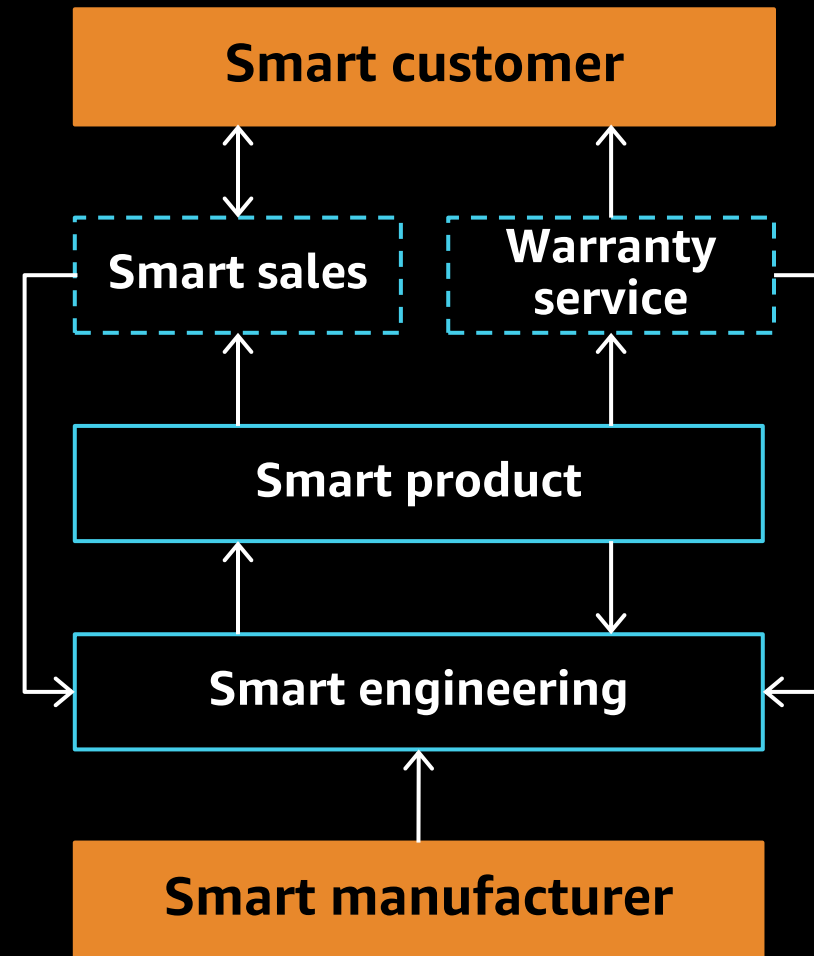 Smart customer
Smart sales
Warranty
service
Smart product
Smart engineering
Smart manufacturer